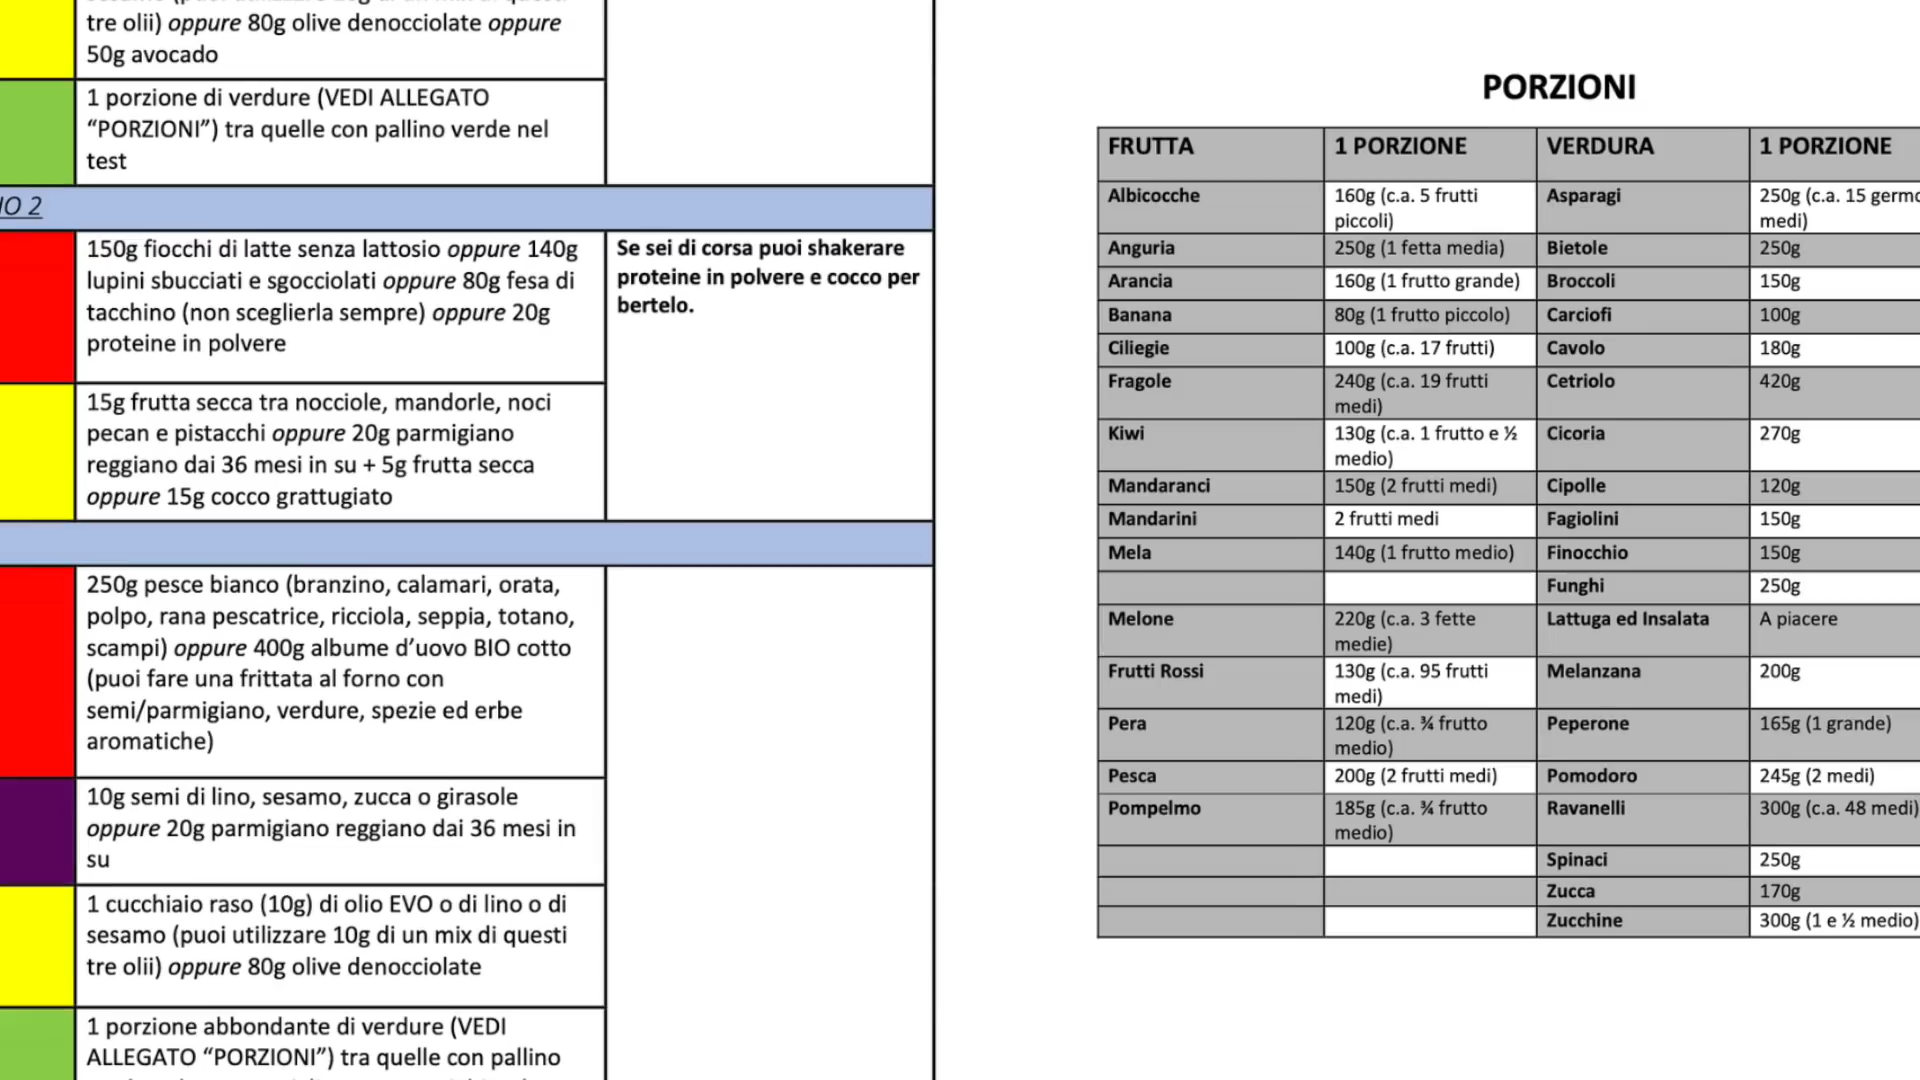 tre olii) oppure 80g olive denocciolate oppure
50g avocado
1 porzione di verdure (VEDI ALLEGATO
“PORZIONI”) tra quelle con pallino verde nel
test
IO 2
150g fiocchi di latte senza lattosio oppure 140g
lupini sbucciati e sgocciolati oppure 80g fesa di
tacchino (non sceglierla sempre) oppure 20g
proteine in polvere
Se sei di corsa puoi shakerare
proteine in polvere e cocco per
bertelo.
15g frutta secca tra nocciole, mandorle, noci
pecan e pistacchi oppure 20g parmigiano
reggiano dai 36 mesi in su + 5g frutta secca
oppure 15g cocco grattugiato
250g pesce bianco (branzino, calamari, orata,
polpo, rana pescatrice, ricciola, seppia, totano,
scampi) oppure 400g albume d’uovo BIO cotto
(puoi fare una frittata al forno con
semi/parmigiano, verdure, spezie ed erbe
aromatiche)
10g semi di lino, sesamo, zucca o girasole
oppure 20g parmigiano reggiano dai 36 mesi in
su
1 cucchiaio raso (10g) di olio EVO o di lino o di
sesamo (puoi utilizzare 10g di un mix di questi
tre olii) oppure 80g olive denocciolate
1 porzione abbondante di verdure (VEDI
ALLEGATO “PORZIONI”) tra quelle con pallino
PORZIONI
FRUTTA 1 PORZIONE VERDURA 1 PORZIONE
Albicocche 160g (c.a. 5 frutti piccoli) Asparagi 250g (c.a. 15 germo medi)
Anguria 250g (1 fetta media) Bietole 250g
Arancia 160g (1 frutto grande) Broccoli 150g
Banana 80g (1 frutto piccolo) Carciofi 100g
Ciliegie 100g (c.a. 17 frutti) Cavolo 180g
Fragole 240g (c.a. 19 frutti medi) Cetriolo 420g
Kiwi 130g (c.a. 1 frutto e ½ medio) Cicoria 270g
Mandaranci 150g (2 frutti medi) Cipolle 120g
Mandarini 2 frutti medi Fagiolini 150g
Mela 140g (1 frutto medio) Finocchio 150g
Funghi 250g
Melone 220g (c.a. 3 fette medie) Lattuga ed Insalata A piacere
Frutti Rossi 130g (c.a. 95 frutti medi) Melanzana 200g
Pera 120g (c.a. ¾ frutto medio) Peperone 165g (1 grande)
Pesca 200g (2 frutti medi) Pomodoro 245g (2 medi)
Pompelmo 185g (c.a. ¾ frutto medio) Ravanelli 300g (c.a. 48 medi)
Spinaci 250g
Zucca 170g
Zucchine 300g (1 e ½ medio)